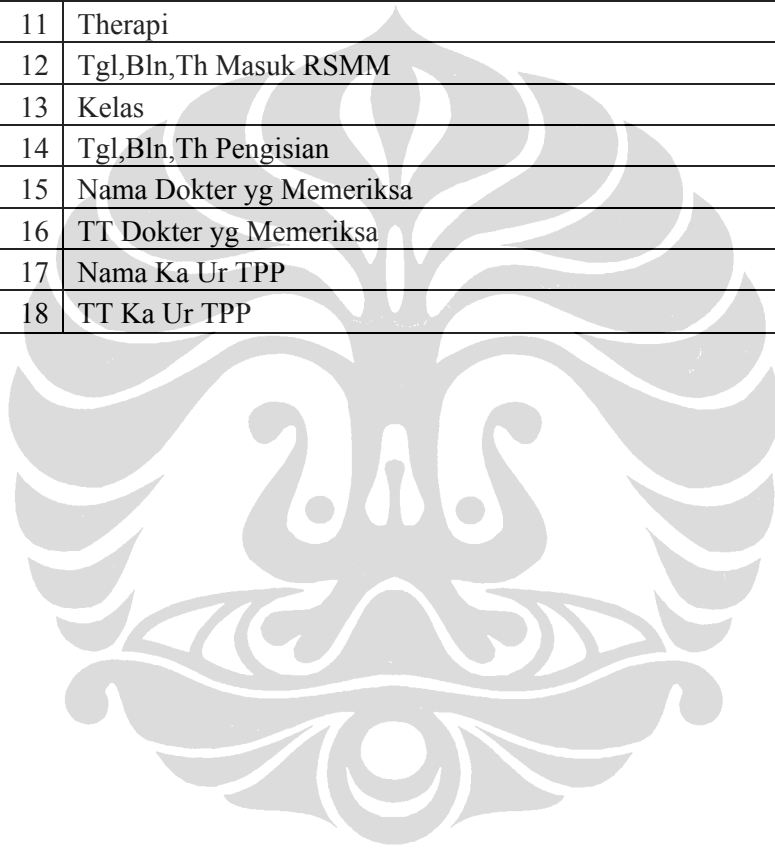 11 Therapi
12 Tgl,Bln,Th Masuk RSMM
13 Kelas
14 Tgl,Bln,Th Pengisian
15 Nama Dokter yg Memeriksa
16 TT Dokter yg Memeriksa
17 Nama Ka Ur TPP
18 TT Ka Ur TPP